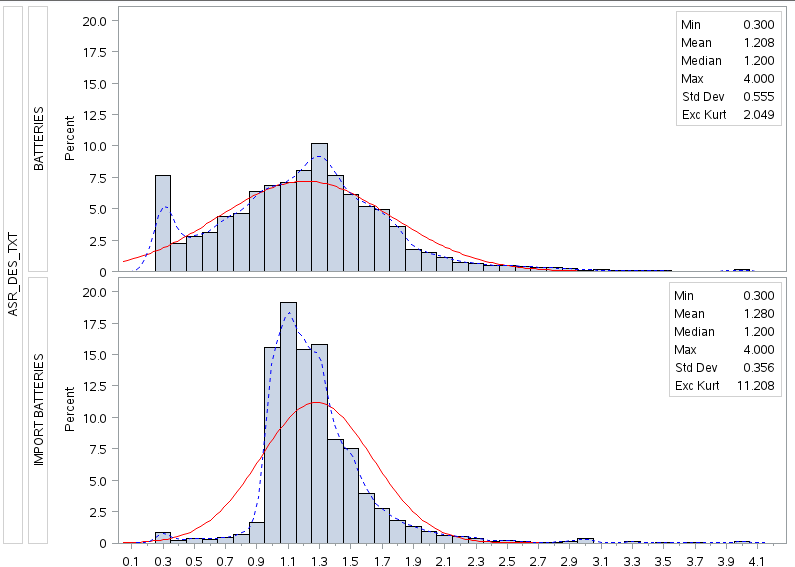 ASR_DES_TXT
BATTERIES
Percent
20.0
17.5
15.0
12.5
10.0
7.5
5.0
2.5
0
Min 0.300
Mean 1.208
Median 1.200
Max 4.000
Std Dev 0.555
Exc Kurt 2.049
IMPORT BATTERIES
Percent
20.0
17.5
15.0
12.5
10.0
7.5
5.0
2.5
0
Min 0.300
Mean 1.280
Median 1.200
Max 4.000
Std Dev 0.356
Exc Kurt 11.208
0.1 0.3 0.5 0.7 0.9 1.1 1.3 1.5 1.7 1.9 2.1 2.3 2.5 2.7 2.9 3.1 3.3 3.5 3.7 3.9 4.1